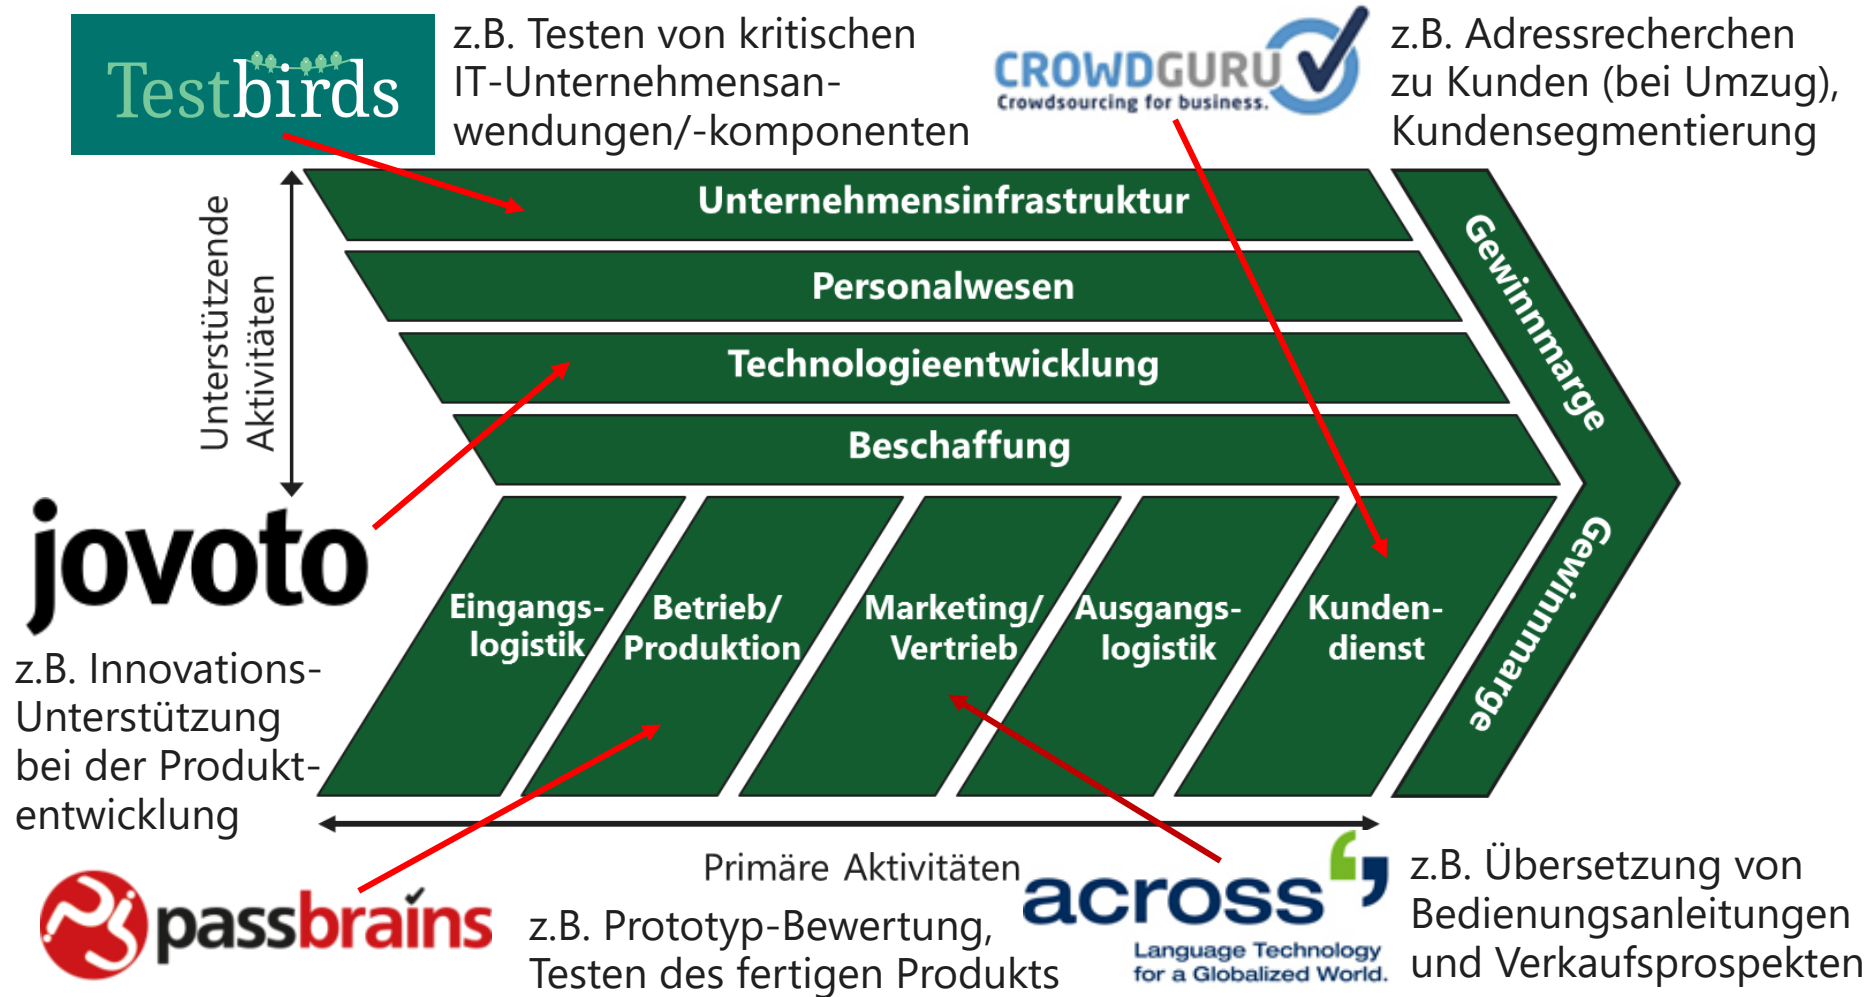 Testbirds
z.B. Testen von kritischen
IT-Unternehmensan-
wendungen/-komponenten
CROWDGURU
Crowdsourcing for business.
z.B. Adressrecherchen
zu Kunden (bei Umzug),
Kundensegmentierung
Unterstützende
Aktivitäten
Unternehmensinfrastruktur
Personalwesen
Technologieentwicklung
Beschaffung
Gewinnmarge
Gewinnmarge
jovoto
z.B. Innovations-
Unterstützung
bei der Produkt-
entwicklung
Eingangs-
logistik
Betrieb/
Produktion
Marketing/
Vertrieb
Ausgangs-
logistik
Kunden-
dienst
Primäre Aktivitäten
passbrains
z.B. Prototyp-Bewertung,
Testen des fertigen Produkts
across
Language Technology
for a Globalized World.
z.B. Übersetzung von
Bedienungsanleitungen
und Verkaufsprospekten